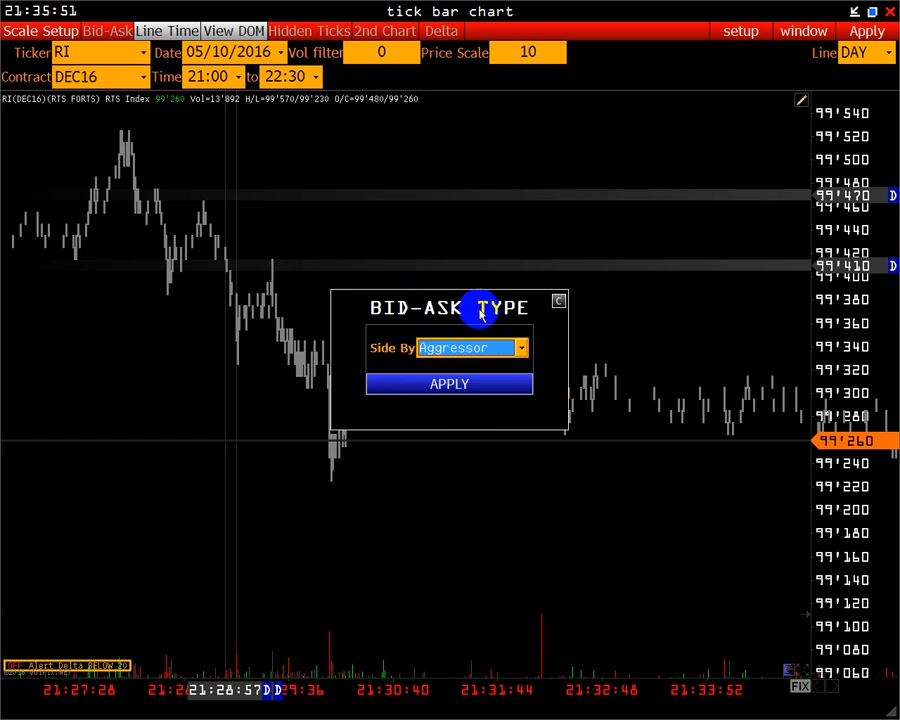 21:35:51 tick bar chart
Scale Setup Bid-Ask Line Time View DOM Hidden Ticks 2nd Chart Delta setup window Apply
Ticker RI Date 05/10/2016 Vol filter 0 Price Scale 10 Line DAY
Contract DEC16 Time 21:00 to 22:30
RI(DEC16)(RTS FORTS) RTS Index 99'260 Vol=13'892 H/L=99'570/99'230 O/C=99'480/99'260
99'540
99'520
99'500
99'480
99'470 D
99'460
99'440
99'420
99'410 D
99'400
99'380
BID-ASK TYPE C
99'360
Side By Aggressor
99'340
99'320
APPLY
99'300
99'280
99'260
99'240
99'220
99'200
99'180
99'160
99'140
99'120
99'100
99'080
OFF Alert Delta BELOW 20
99'060
21:27:28 21:28:57 D D 29:36 21:30:40 21:31:44 21:32:48 21:33:52 FIX